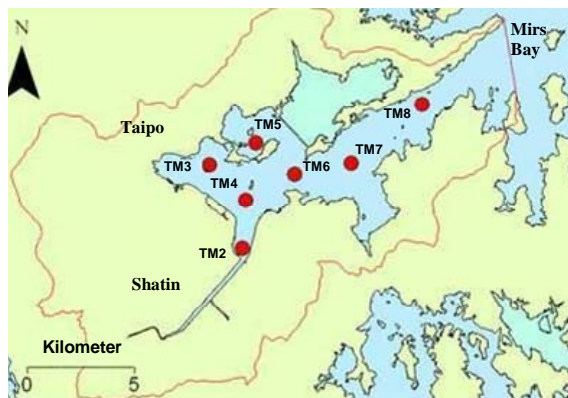 N
Mirs
Bay
Taipo
TM5
TM8
TM3
TM7
TM6
TM4
TM2
Shatin
Kilometer
0 5